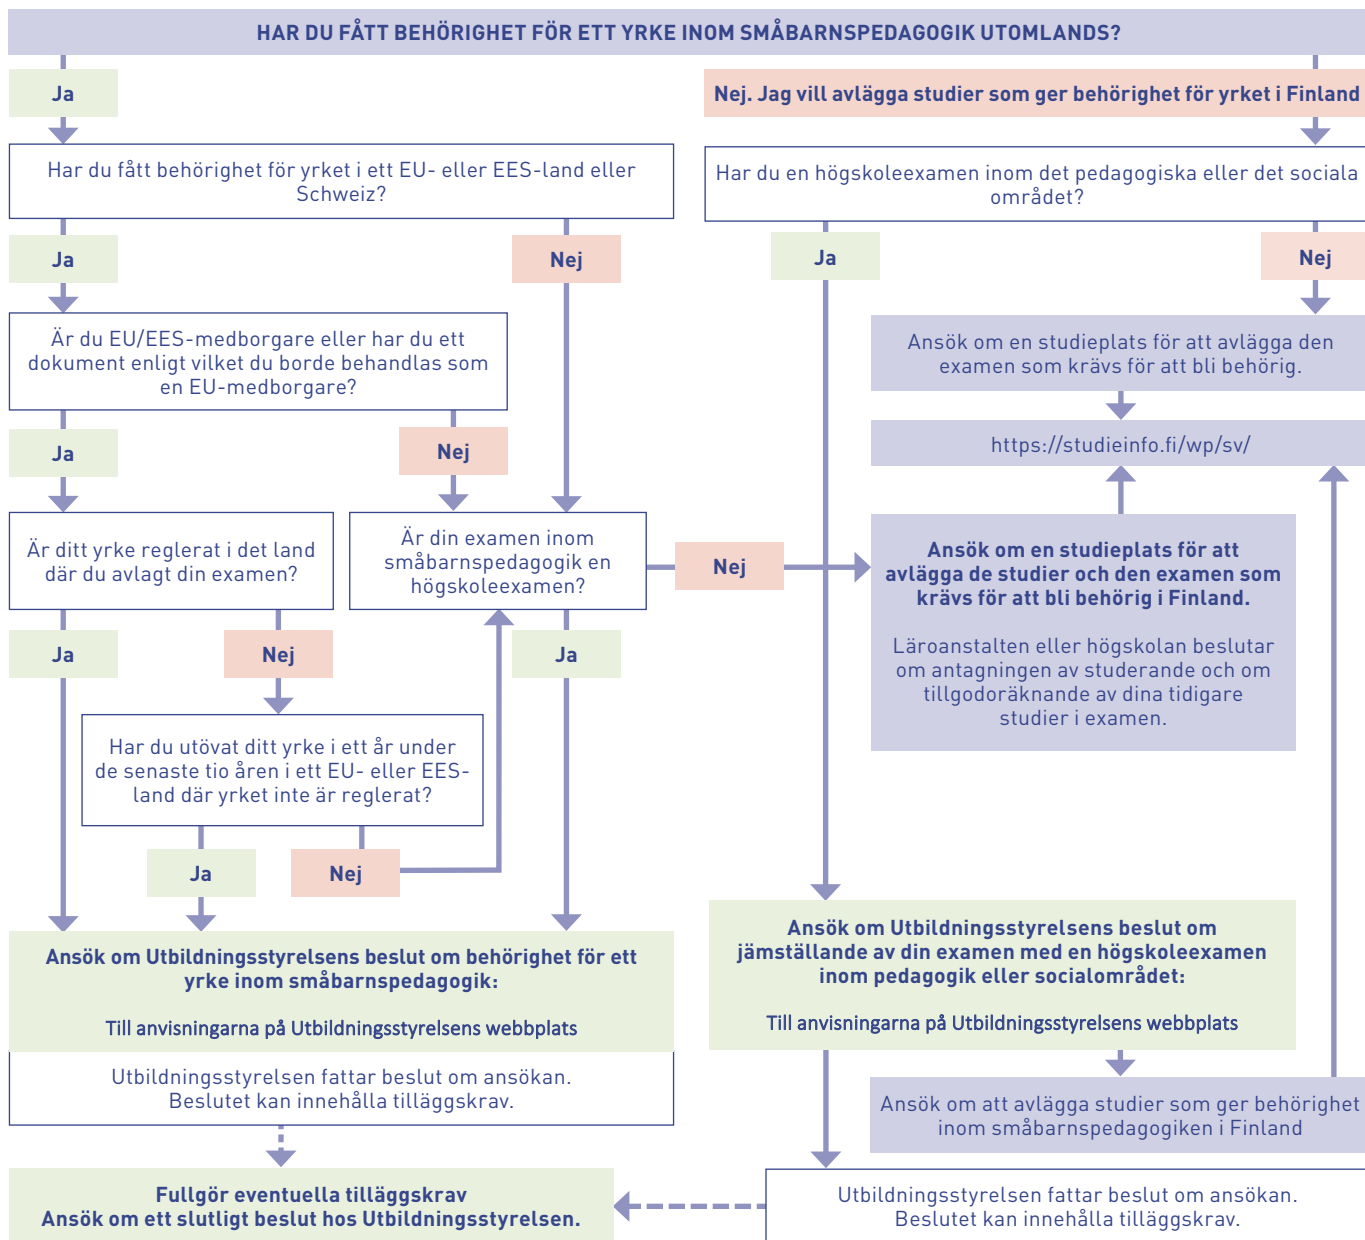 HAR DU FÅTT BEHÖRIGHET FÖR ETT YRKE INOM SMÅBARNSPEDAGOGIK UTOMLANDS?
Ja
Nej. Jag vill avlägga studier som ger behörighet för yrket i Finland
Har du fått behörighet för yrket i ett EU- eller EES-land eller
Schweiz?
Har du en högskoleexamen inom det pedagogiska eller det sociala
området?
Ja
Nej
Ja
Nej
Är du EU/EES-medborgare eller har du ett
dokument enligt vilket du borde behandlas som
en EU-medborgare?
Ansök om en studieplats för att avlägga den
examen som krävs för att bli behörig.
Ja
Nej
https://studieinfo.fi/wp/sv/
Är ditt yrke reglerat i det land
där du avlagt din examen?
Är din examen inom
småbarnspedagogik en
högskoleexamen?
Nej
Ansök om en studieplats för att
avlägga de studier och den examen som
krävs för att bli behörig i Finland.
Läroanstalten eller högskolan beslutar
om antagningen av studerande och om
tillgodoräknande av dina tidigare
studier i examen.
Ja
Nej
Ja
Har du utövat ditt yrke i ett år under
de senaste tio åren i ett EU- eller EES-
land där yrket inte är reglerat?
Ja
Nej
Ansök om Utbildningsstyrelsens beslut om behörighet för ett
yrke inom småbarnspedagogik:
Till anvisningarna på Utbildningsstyrelsens webbplats
Utbildningsstyrelsen fattar beslut om ansökan.
Beslutet kan innehålla tilläggskrav.
Ansök om Utbildningsstyrelsens beslut om
jämställande av din examen med en högskoleexamen
inom pedagogik eller socialområdet:
Till anvisningarna på Utbildningsstyrelsens webbplats
Ansök om att avlägga studier som ger behörighet
inom småbarnspedagogiken i Finland
Fullgör eventuella tilläggskrav
Ansök om ett slutligt beslut hos Utbildningsstyrelsen.
Utbildningsstyrelsen fattar beslut om ansökan.
Beslutet kan innehålla tilläggskrav.